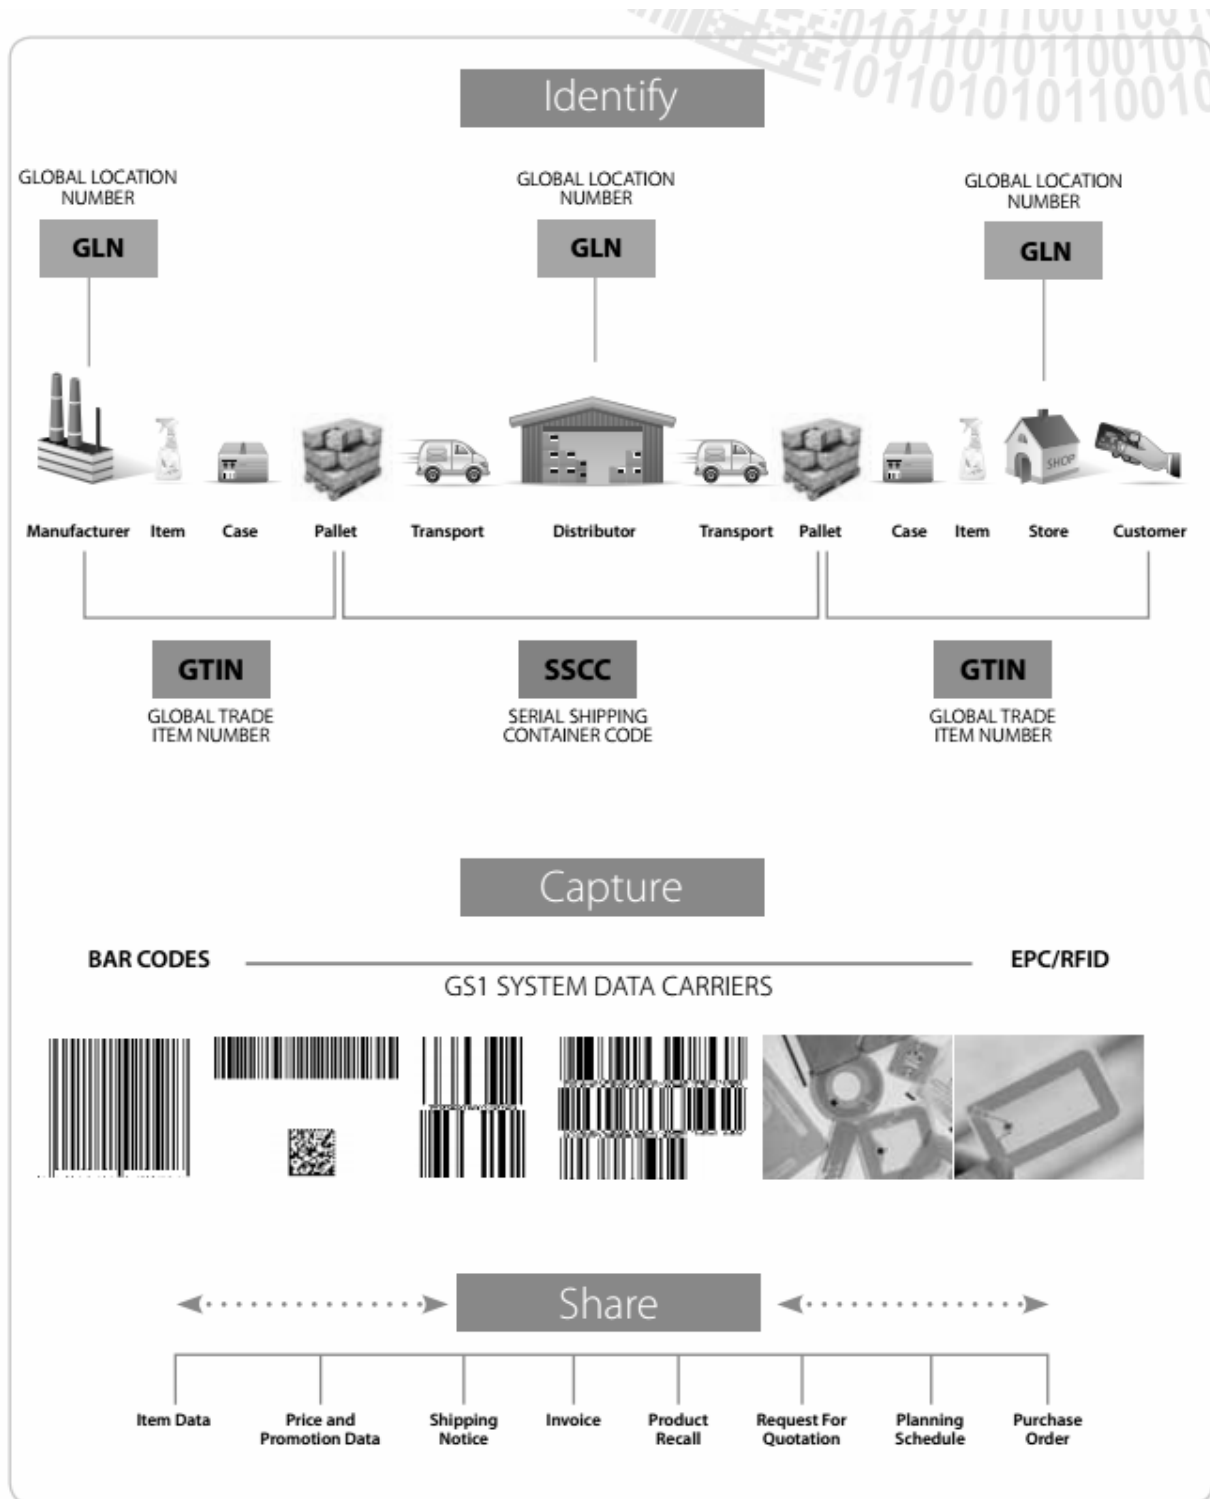 Identify
GLOBAL LOCATION
NUMBER
GLN
GLOBAL LOCATION
NUMBER
GLN
GLOBAL LOCATION
NUMBER
GLN
SHOP
Manufacturer Item Case Pallet Transport Distributor Transport Pallet Case Item Store Customer
GTIN
GLOBAL TRADE
ITEM NUMBER
SSCC
SERIAL SHIPPING
CONTAINER CODE
GTIN
GLOBAL TRADE
ITEM NUMBER
Capture
BAR CODES
EPC/RFID
GS1 SYSTEM DATA CARRIERS
Share
Item Data
Price and
Promotion Data
Shipping
Notice
Invoice
Product
Recall
Request For
Quotation
Planning
Schedule
Purchase
Order